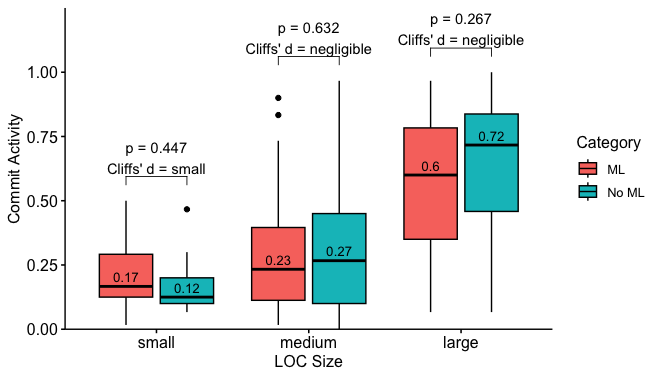 p = 0.267
Cliffs' d = negligible
p = 0.632
Cliffs' d = negligible
p = 0.447
Cliffs' d = small
1.00
0.75
0.50
0.25
0.00
Commit Activity
0.17
0.12
0.23
0.27
0.6
0.72
small
medium
large
LOC Size
Category
ML
No ML